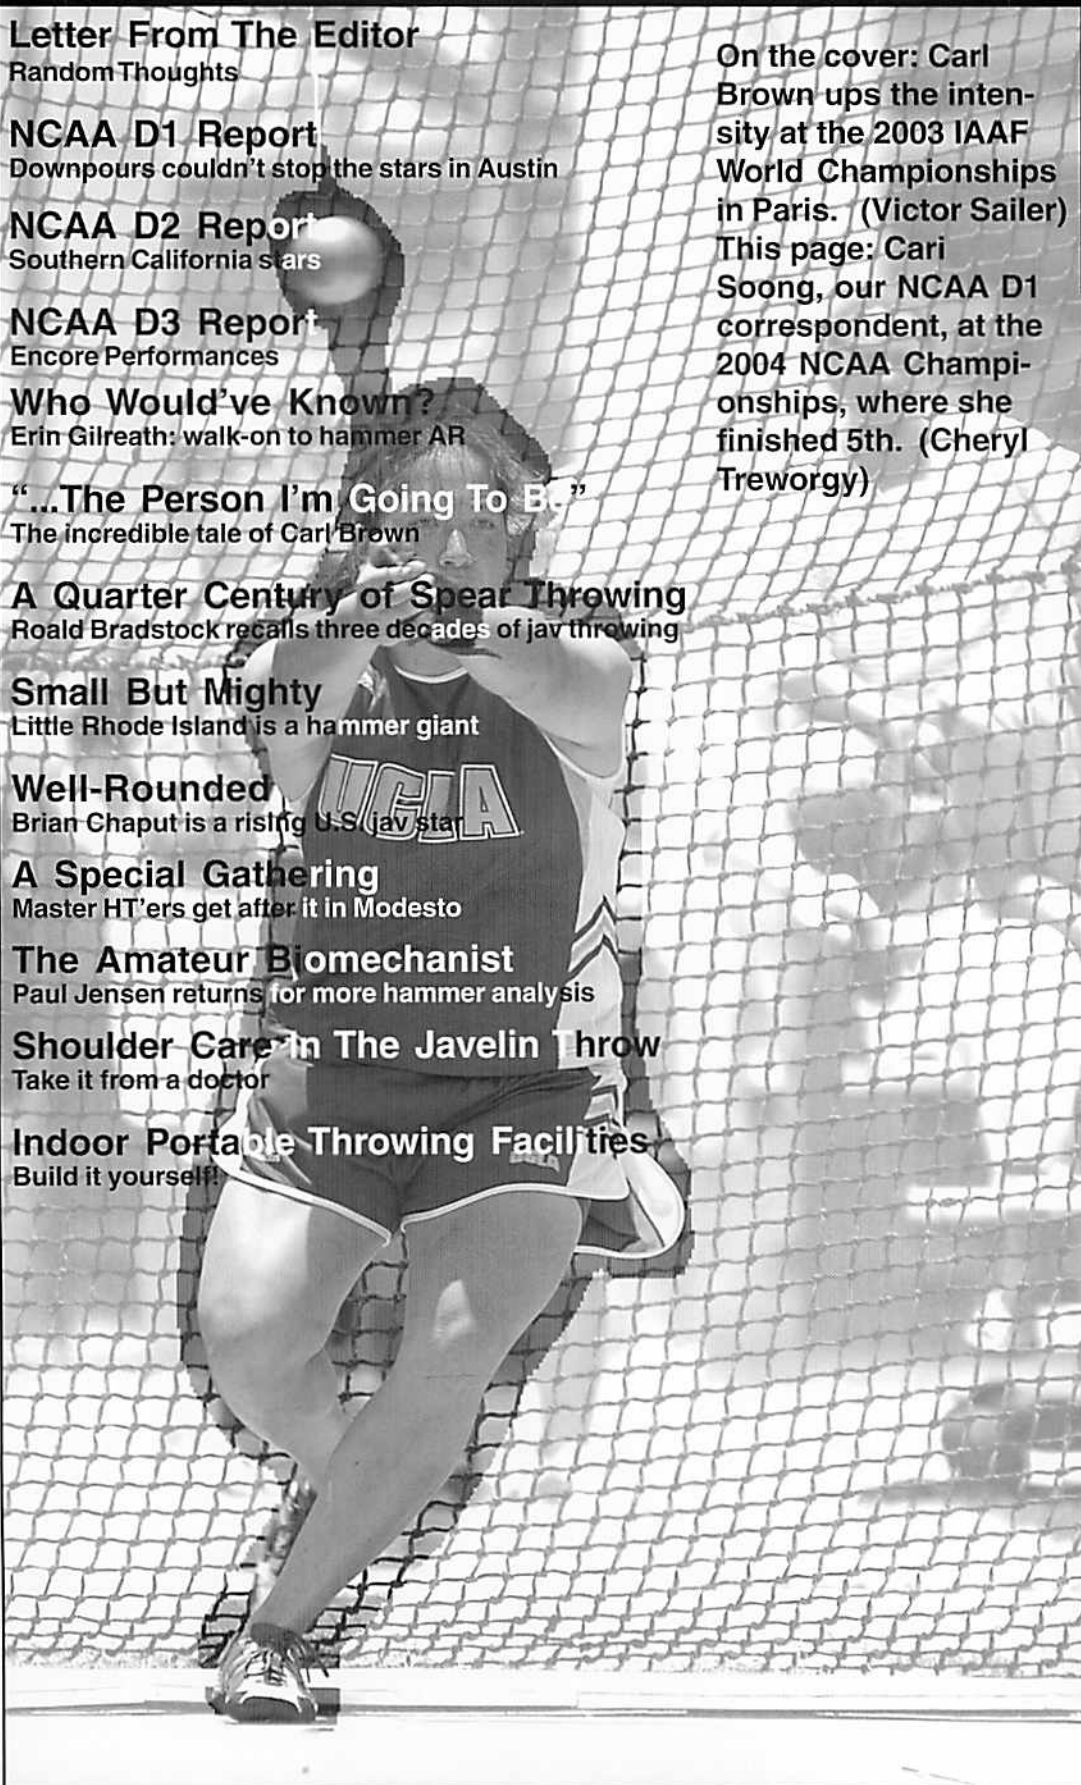 Letter From The Editor
Random Thoughts
NCAA D1 Report
Downpours couldn't stop the stars in Austin
NCAA D2 Report
Southern California stars
NCAA D3 Report
Encore Performances
Who Would've Known?
Erin Gilreath: walk-on to hammer AR
“...The Person I'm Going To Be”
The incredible tale of Carl Brown
A Quarter Century of Spear Throwing
Roald Bradstock recalls three decades of jav throwing
Small But Mighty
Little Rhode Island is a hammer giant
Well-Rounded
Brian Chaput is a rising U.S. jav star
A Special Gathering
Master HT'ers get after it in Modesto
The Amateur Biomechanist
Paul Jensen returns for more hammer analysis
Shoulder Care In The Javelin Throw
Take it from a doctor
Indoor Portable Throwing Facilities
Build it yourself!
On the cover: Carl
Brown ups the inten-
sity at the 2003 IAAF
World Championships
in Paris. (Victor Sailer)
This page: Cari
Soong, our NCAA D1
correspondent, at the
2004 NCAA Champi-
onships, where she
finished 5th. (Cheryl
Treworgy)
UCLA
UCLA